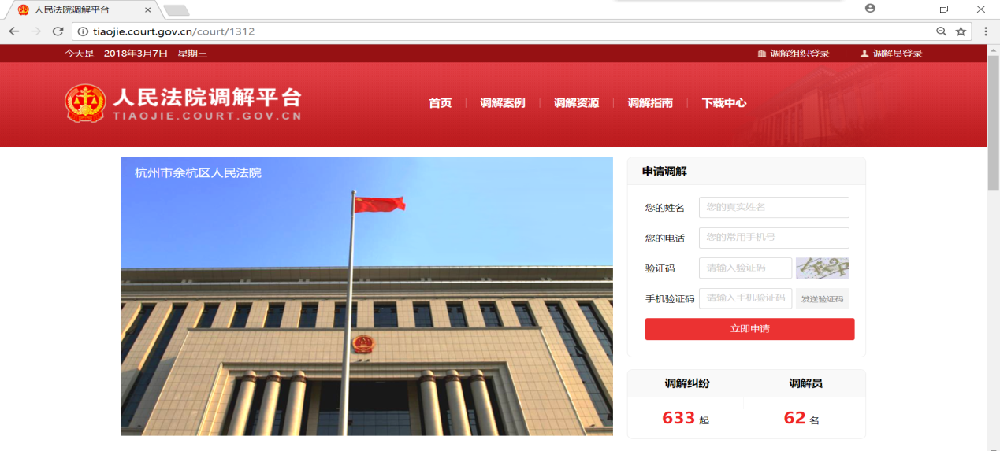 人民法院调解平台
tiaojie.court.gov.cn/court/1312
今天是 2018年3月7日 星期三
调解组织登录 | 调解员登录
人民法院调解平台
TIAOJIE.COURT.GOV.CN
首页 | 调解案例 | 调解资源 | 调解指南 | 下载中心
杭州市余杭区人民法院
申请调解
您的姓名 您的真实姓名
您的电话 您的常用手机号
验证码 请输入验证码
手机验证码 请输入手机验证码 发送验证码
立即申请
调解纠纷 调解员
633 起 62 名